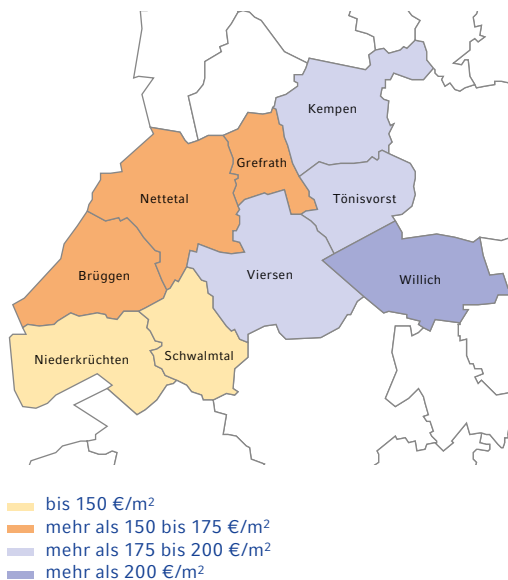 Kempen
Grefrath
Nettetal
Tönisvorst
Brüggen
Viersen
Willich
Niederkrüchten
Schwalmtal
bis 150 €/m²
mehr als 150 bis 175 €/m²
mehr als 175 bis 200 €/m²
mehr als 200 €/m²